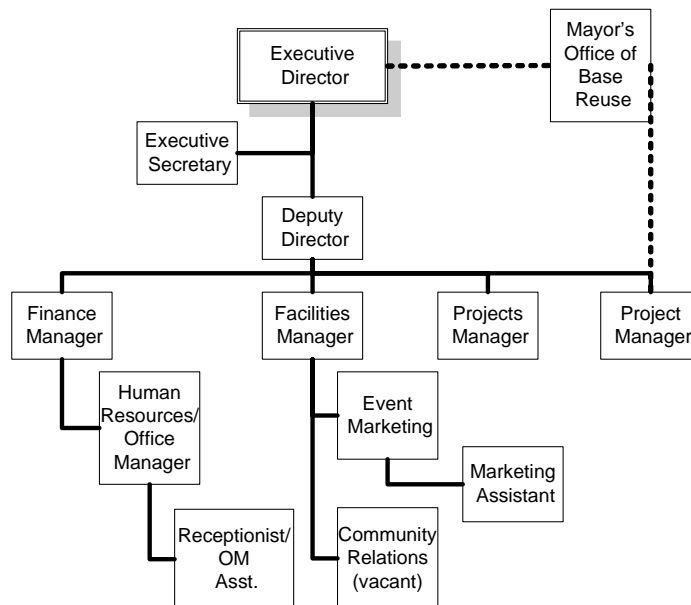 Executive
Director
Mayor's
Office of
Base
Reuse
Executive
Secretary
Deputy
Director
Finance
Manager
Facilities
Manager
Projects
Manager
Project
Manager
Human
Resources/
Office
Manager
Event
Marketing
Marketing
Assistant
Receptionist/
OM
Asst.
Community
Relations
(vacant)